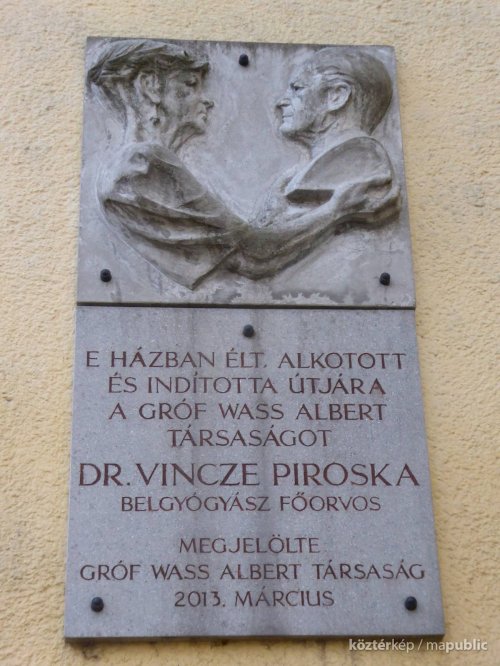 E HÁZBAN ÉLT, ALKOTOTT
ÉS INDÍTOTTA ÚTJÁRA
A GRÓF WASS ALBERT
TÁRSASÁGOT
DR. VINCZE PIROSKA
BELGYÓGYÁSZ FŐORVOS
MEGJELÖLTE
GRÓF WASS ALBERT TÁRSASÁG
2013. MÁRCIUS
köztérkép / mapublic